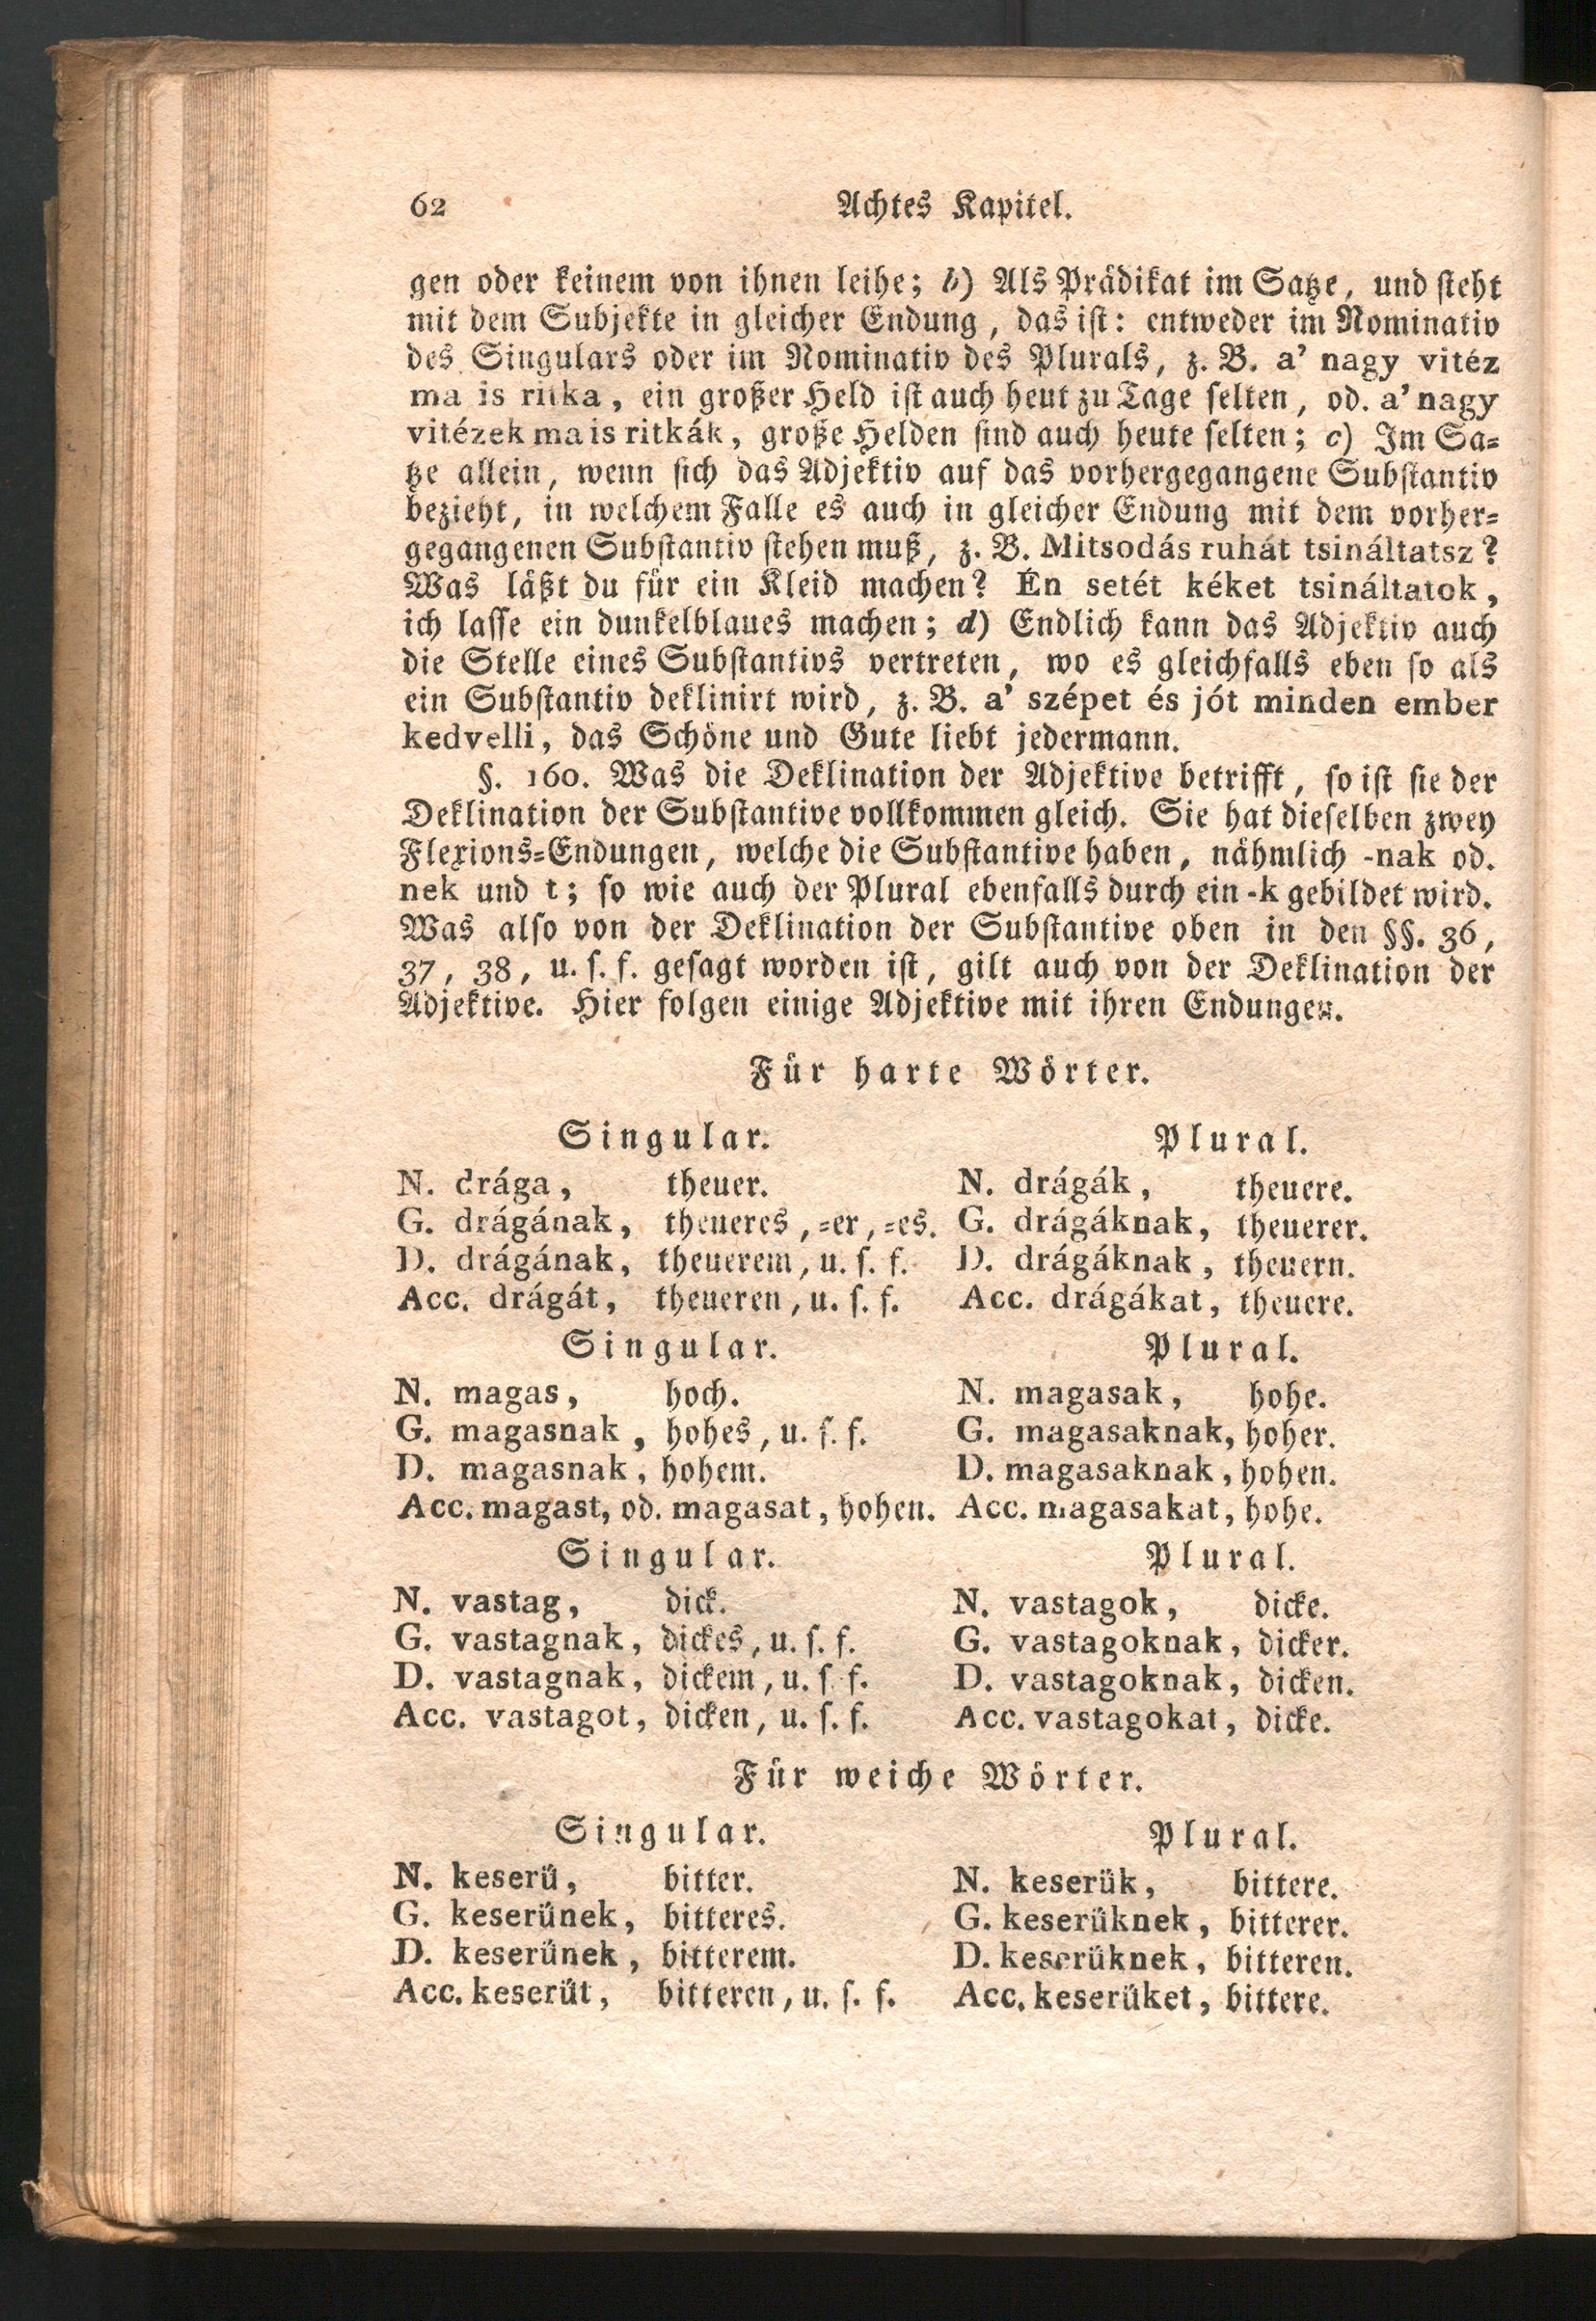 62 Achtes Kapitel.
gen oder keinem von ihnen leihe; b) Als Prädikat im Satze, und steht
mit dem Subjekte in gleicher Endung, das ist: entweder im Nominativ
des Singulars oder im Nominativ des Plurals, z. B. a' nagy vitéz
ma is ritka, ein großer Held ist auch heut zu Tage selten, od. a' nagy
vitézek ma is ritkák, große Helden sind auch heute selten; c) Im Sa=
tze allein, wenn sich das Adjektiv auf das vorhergegangene Substantiv
bezieht, in welchem Falle es auch in gleicher Endung mit dem vorher=
gegangenen Substantiv stehen muß, z. B. Mitsodás ruhát tsináltatsz?
Was läßt du für ein Kleid machen? Én setét kéket tsináltatok,
ich lasse ein dunkelblaues machen; d) Endlich kann das Adjektiv auch
die Stelle eines Substantivs vertreten, wo es gleichfalls eben so als
ein Substantiv deklinirt wird, z. B. a' szépet és jót minden ember
kedvelli, das Schöne und Gute liebt jedermann.
§. 160. Was die Deklination der Adjektive betrifft, so ist sie der
Deklination der Substantive vollkommen gleich. Sie hat dieselben zwey
Flexions=Endungen, welche die Substantive haben, nähmlich -nak od.
nek und t; so wie auch der Plural ebenfalls durch ein -k gebildet wird.
Was also von der Deklination der Substantive oben in den §§. 36,
37, 38, u. s. f. gesagt worden ist, gilt auch von der Deklination der
Adjektive. Hier folgen einige Adjektive mit ihren Endungen.
Für harte Wörter.
Singular. Plural.
N. drága, theuer. N. drágák, theuere.
G. drágának, theueres, =er, =es. G. drágáknak, theuerer.
D. drágának, theuerem, u. s. f. D. drágáknak, theuern.
Acc. drágát, theueren, u. s. f. Acc. drágákat, theuere.
Singular. Plural.
N. magas, hoch. N. magasak, hohe.
G. magasnak, hohes, u. s. f. G. magasaknak, hoher.
D. magasnak, hohem. D. magasaknak, hohen.
Acc. magast, od. magasat, hohen. Acc. magasakat, hohe.
Singular. Plural.
N. vastag, dick. N. vastagok, dicke.
G. vastagnak, dickes, u. s. f. G. vastagoknak, dicker.
D. vastagnak, dickem, u. s. f. D. vastagoknak, dicken.
Acc. vastagot, dicken, u. s. f. Acc. vastagokat, dicke.
Für weiche Wörter.
Singular. Plural.
N. keserü, bitter. N. keserük, bittere.
G. keserünek, bitteres. G. keserüknek, bitterer.
D. keserünek, bitterem. D. keserüknek, bitteren.
Acc. keserüt, bitteren, u. s. f. Acc. keserüket, bittere.